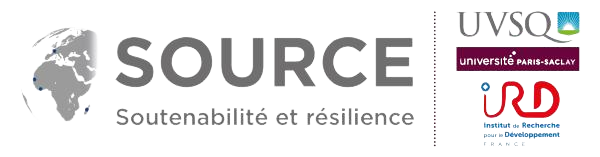 SOURCE
Soutenabilité et résilience
UVSQ
université PARIS-SACLAY
iRD
Institut de Recherche
pour le Développement
FRANCE